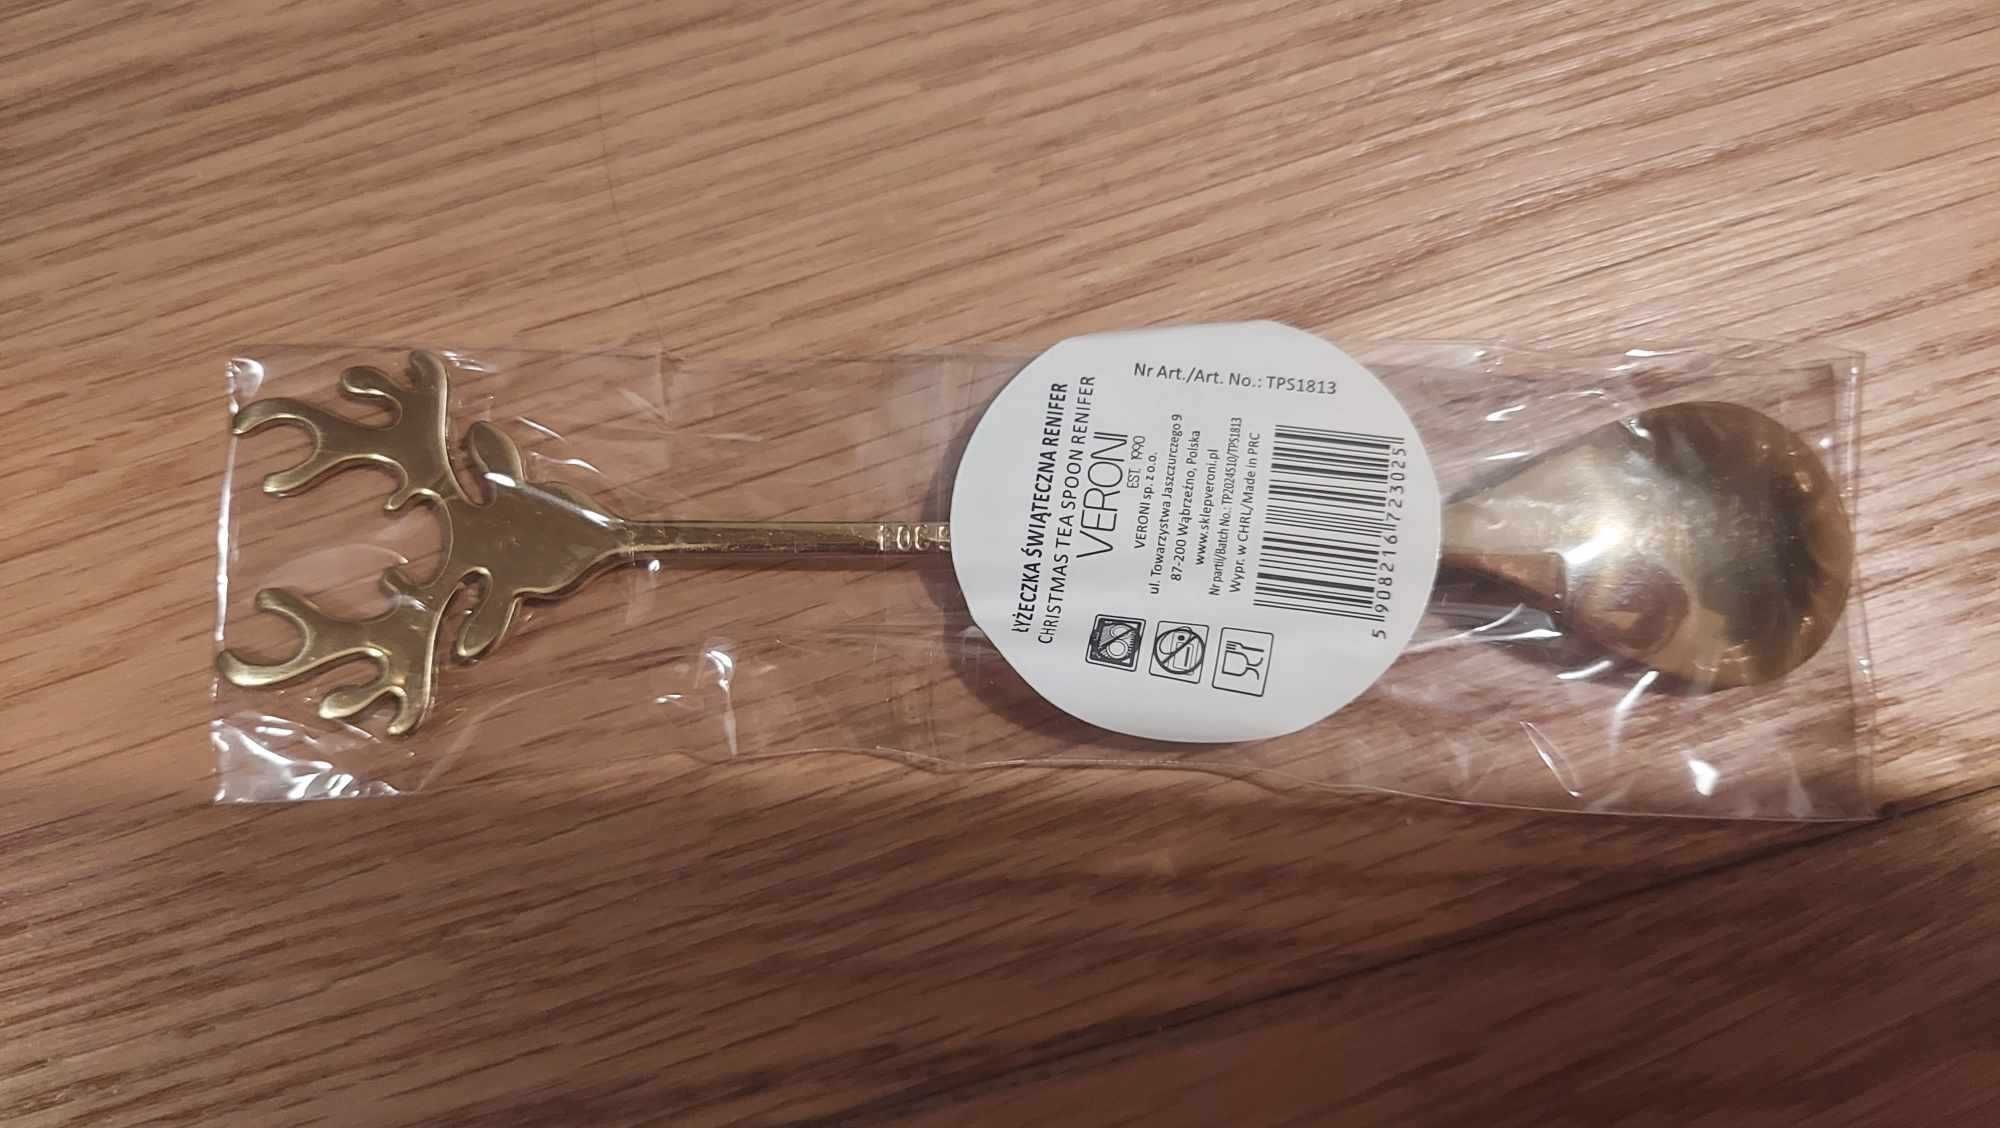 Nr Art./Art. No.: TPS1813
ŁYŻECZKA ŚWIĄTECZNA RENIFER
CHRISTMAS TEA SPOON RENIFER
VERONI
EST. 1990
VERONI sp. z o.o.
ul. Towarzystwa Jaszczurczego 9
87-200 Wąbrzeźno, Polska
www.sklepveroni.pl
Nr partii/Batch No.: TP2024S10/TPS1813
Wypr. w CHRL/Made in PRC
5 908216 723025